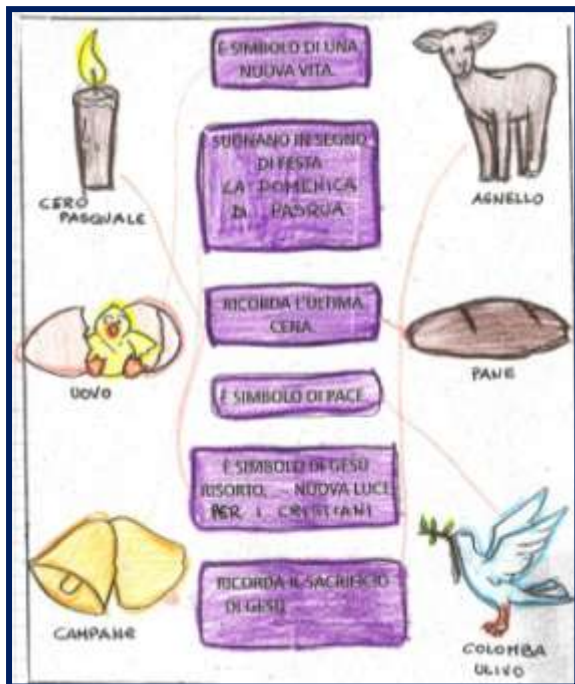 È SIMBOLO DI UNA
NUOVA VITA.
SUONANO IN SEGNO
DI FESTA
LA DOMENICA
DI PASQUA
CERO
PASQUALE
AGNELLO
RICORDA L'ULTIMA
CENA.
UOVO
PANE
È SIMBOLO DI PACE.
È SIMBOLO DI GESÙ
RISORTO, NUOVA LUCE
PER I CRISTIANI
RICORDA IL SACRIFICIO
DI GESÙ
CAMPANE
COLOMBA
ULIVO